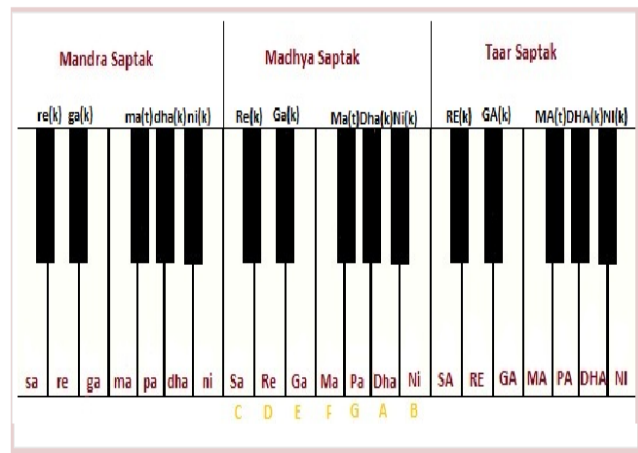 Mandra Saptak Madhya Saptak Taar Saptak
re(k) ga(k) ma(t)dha(k)ni(k) Re(k) Ga(k) Ma(t)Dha(k)Ni(k) RE(k) GA(k) MA(t)DHA(k)NI(k)
sa re ga ma pa dha ni Sa Re Ga Ma Pa Dha Ni SA RE GA MA PA DHA NI
C D E F G A B